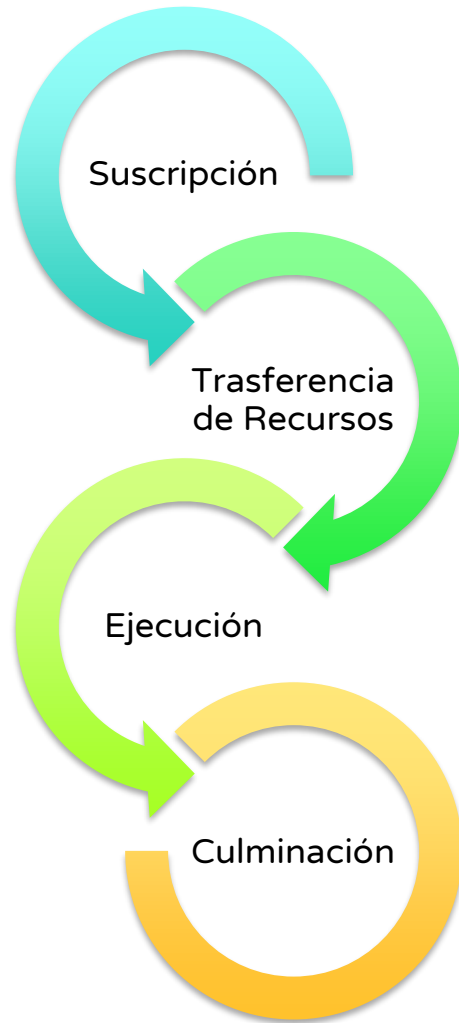 Suscripción
Trasferencia
de Recursos
Ejecución
Culminación